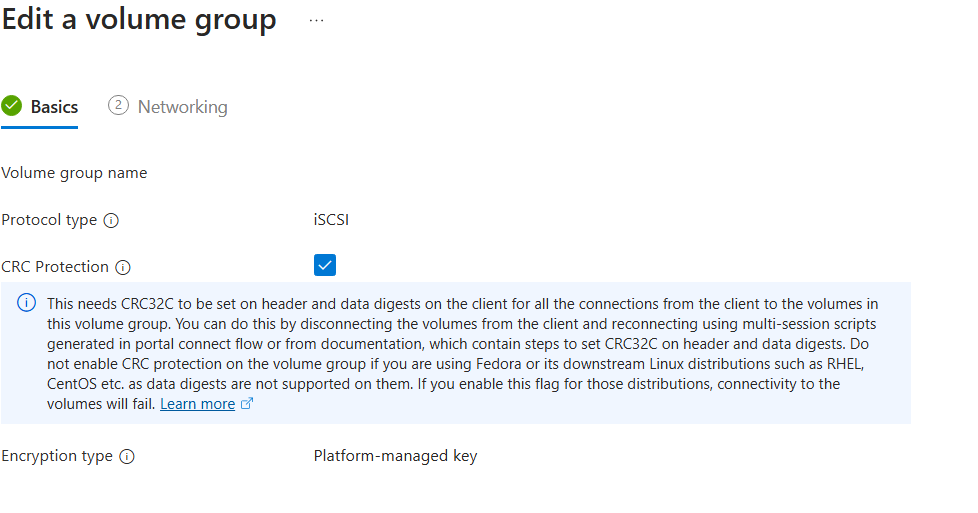 Edit a volume group ...
Basics 2 Networking
Volume group name
Protocol type iSCSI
CRC Protection
This needs CRC32C to be set on header and data digests on the client for all the connections from the client to the volumes in
this volume group. You can do this by disconnecting the volumes from the client and reconnecting using multi-session scripts
generated in portal connect flow or from documentation, which contain steps to set CRC32C on header and data digests. Do
not enable CRC protection on the volume group if you are using Fedora or its downstream Linux distributions such as RHEL,
CentOS etc. as data digests are not supported on them. If you enable this flag for those distributions, connectivity to the
volumes will fail. Learn more
Encryption type Platform-managed key